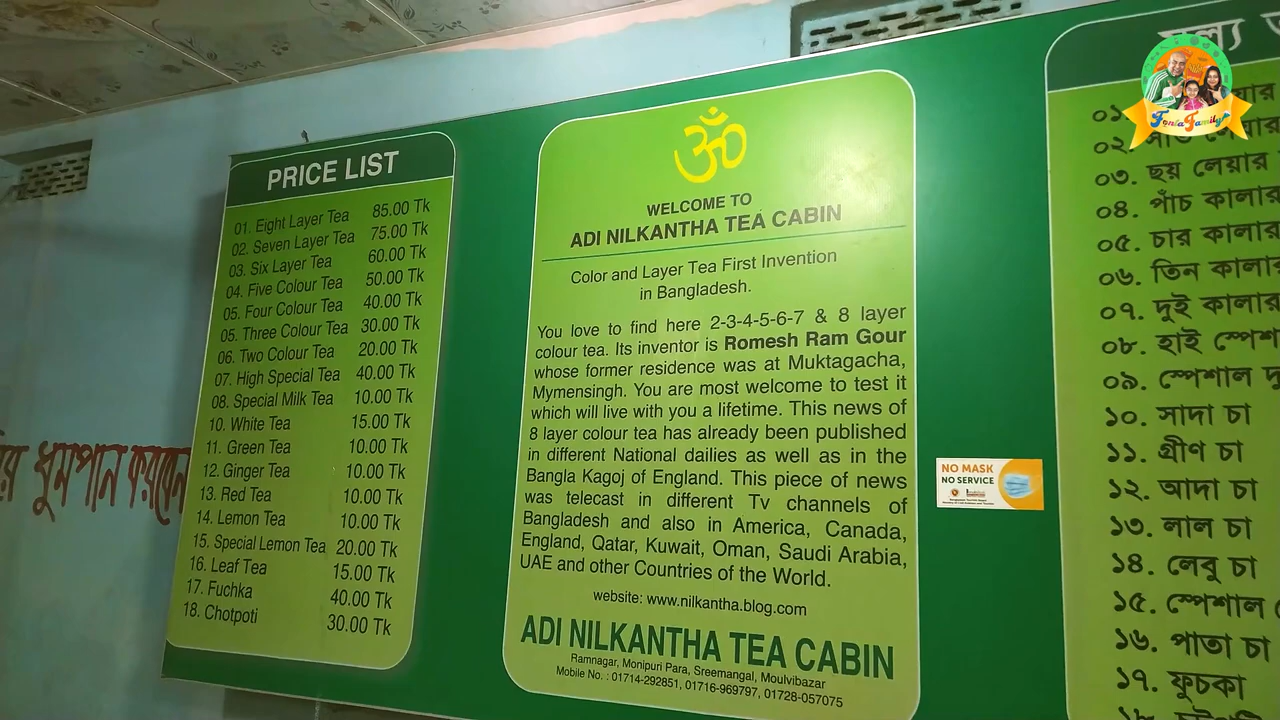 PRICE LIST
01. Eight Layer Tea 85.00 Tk
02. Seven Layer Tea 75.00 Tk
03. Six Layer Tea 60.00 Tk
04. Five Colour Tea 50.00 Tk
05. Four Colour Tea 40.00 Tk
05. Three Colour Tea 30.00 Tk
06. Two Colour Tea 20.00 Tk
07. High Special Tea 40.00 Tk
08. Special Milk Tea 10.00 Tk
10. White Tea 15.00 Tk
11. Green Tea 10.00 Tk
12. Ginger Tea 10.00 Tk
13. Red Tea 10.00 Tk
14. Lemon Tea 10.00 Tk
15. Special Lemon Tea 20.00 Tk
16. Leaf Tea 15.00 Tk
17. Fuchka 40.00 Tk
18. Chotpoti 30.00 Tk
ধুমপান করবেন
ॐ
WELCOME TO
ADI NILKANTHA TEA CABIN
Color and Layer Tea First Invention
in Bangladesh.
You love to find here 2-3-4-5-6-7 & 8 layer
colour tea. Its inventor is Romesh Ram Gour
whose former residence was at Muktagacha,
Mymensingh. You are most welcome to test it
which will live with you a lifetime. This news of
8 layer colour tea has already been published
in different National dailies as well as in the
Bangla Kagoj of England. This piece of news
was telecast in different Tv channels of
Bangladesh and also in America, Canada,
England, Qatar, Kuwait, Oman, Saudi Arabia,
UAE and other Countries of the World.
website: www.nilkantha.blog.com
ADI NILKANTHA TEA CABIN
Ramnagar, Monipuri Para, Sreemangal, Moulvibazar
Mobile No. : 01714-292851, 01716-969797, 01728-057075
NO MASK
NO SERVICE
০১.
০২.
০৩. ছয় লেয়ার
০৪. পাঁচ কালার
০৫. চার কালার
০৬. তিন কালার
০৭. দুই কালার
০৮. হাই
০৯. স্পেশাল
১০. সাদা চা
১১. গ্রীণ চা
১২. আদা চা
১৩. লাল চা
১৪. লেবু চা
১৫. স্পেশাল
১৬. পাতা চা
১৭. ফুচকা
Fonta Family